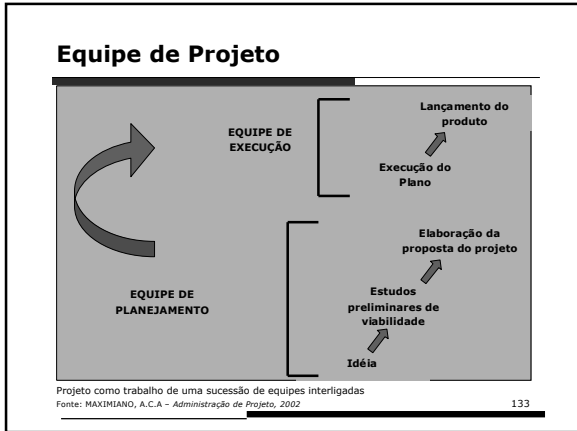 Equipe de Projeto
Lançamento do
produto
EQUIPE DE
EXECUÇÃO
Execução do
Plano
Elaboração da
proposta do projeto
EQUIPE DE
PLANEJAMENTO
Estudos
preliminares de
viabilidade
Idéia
Projeto como trabalho de uma sucessão de equipes interligadas
Fonte: MAXIMIANO, A.C.A – Administração de Projeto, 2002
133